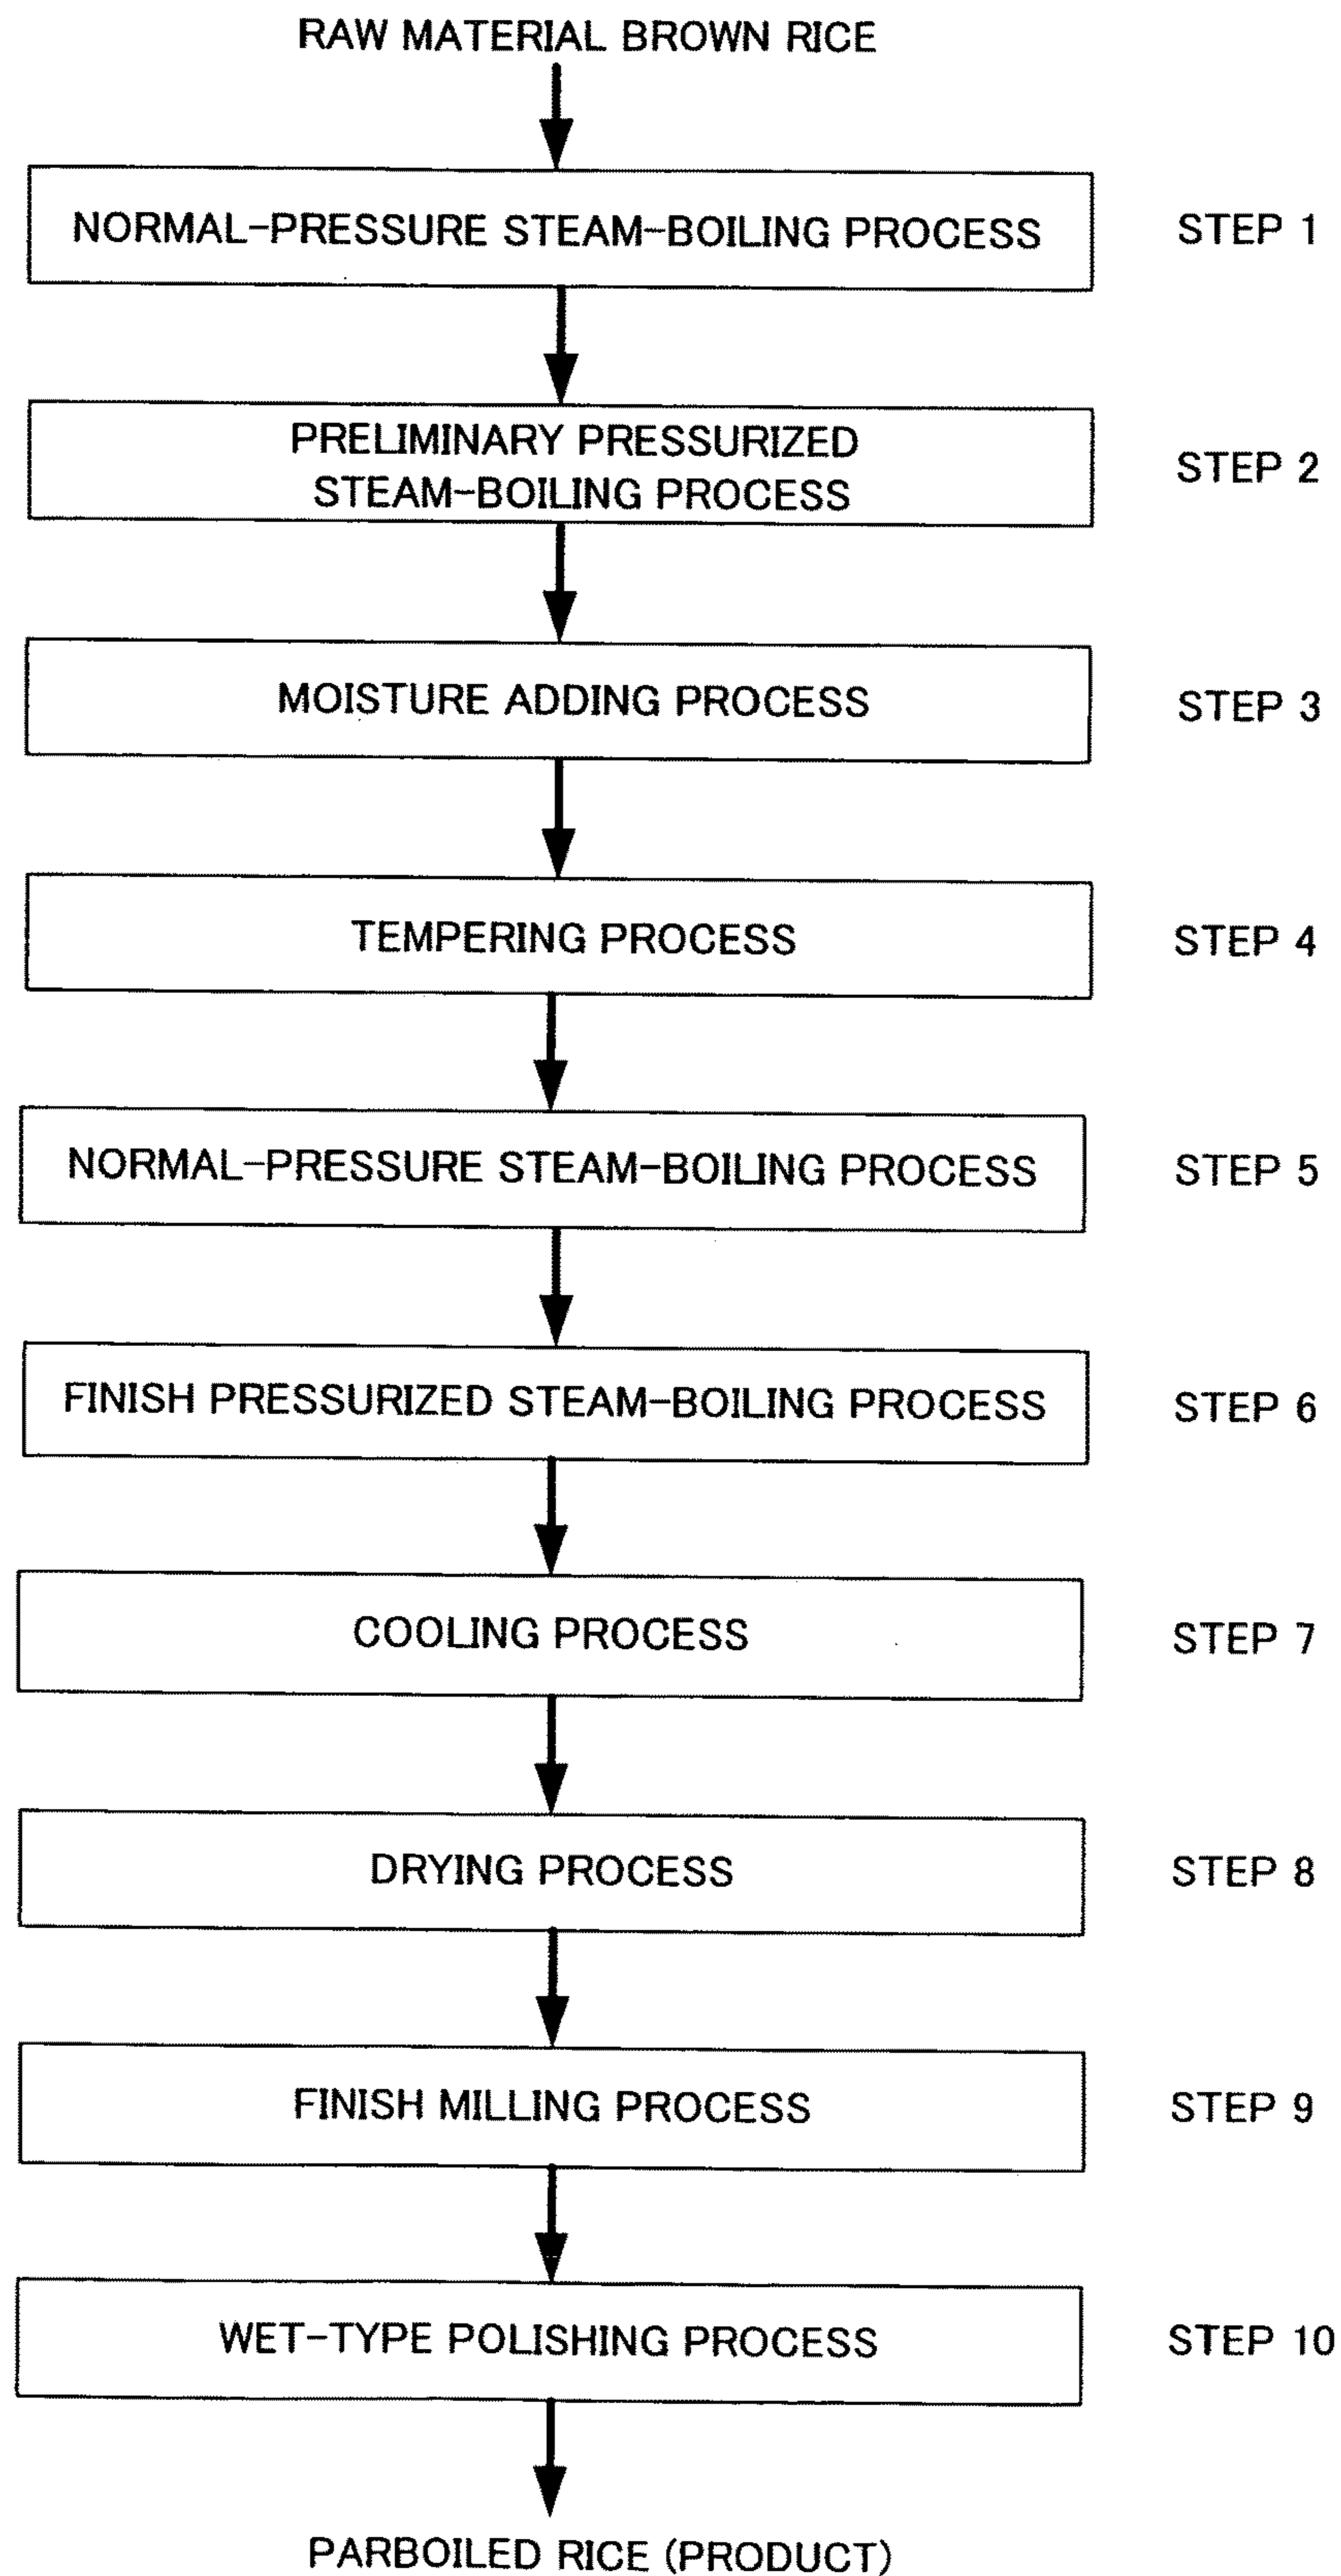 RAW MATERIAL BROWN RICE
NORMAL-PRESSURE STEAM-BOILING PROCESS STEP 1
PRELIMINARY PRESSURIZED
STEAM-BOILING PROCESS STEP 2
MOISTURE ADDING PROCESS STEP 3
TEMPERING PROCESS STEP 4
NORMAL-PRESSURE STEAM-BOILING PROCESS STEP 5
FINISH PRESSURIZED STEAM-BOILING PROCESS STEP 6
COOLING PROCESS STEP 7
DRYING PROCESS STEP 8
FINISH MILLING PROCESS STEP 9
WET-TYPE POLISHING PROCESS STEP 10
PARBOILED RICE (PRODUCT)